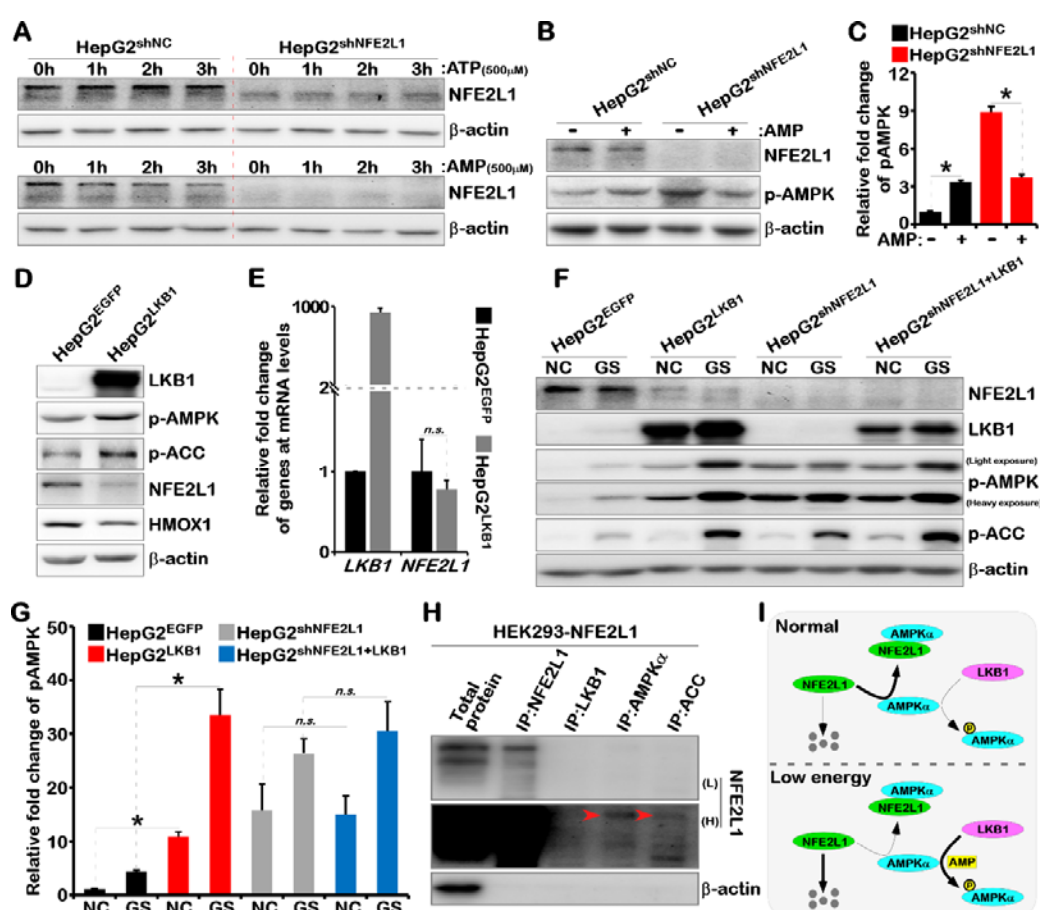 A
HepG2shNC HepG2shNFE2L1
0h 1h 2h 3h 0h 1h 2h 3h :ATP(500μM)
NFE2L1
β-actin
0h 1h 2h 3h 0h 1h 2h 3h :AMP(500μM)
NFE2L1
β-actin
B
HepG2shNC HepG2shNFE2L1
- + - + :AMP
NFE2L1
p-AMPK
β-actin
C
HepG2shNC
HepG2shNFE2L1
Relative fold change
of pAMPK
12
9
6
3
0
* *
AMP: - + - +
D
HepG2EGFP HepG2LKB1
LKB1
p-AMPK
p-ACC
NFE2L1
HMOX1
β-actin
E
Relative fold change
of genes at mRNA levels
1000
2
1
0
n.s.
LKB1 NFE2L1
HepG2EGFP
HepG2LKB1
F
HepG2EGFP HepG2LKB1 HepG2shNFE2L1 HepG2shNFE2L1+LKB1
NC GS NC GS NC GS NC GS
NFE2L1
LKB1
(Light exposure)
p-AMPK
(Heavy exposure)
p-ACC
β-actin
G
HepG2EGFP HepG2shNFE2L1
HepG2LKB1 HepG2shNFE2L1+LKB1
Relative fold change of pAMPK
50
40
30
20
10
0
* n.s.
* n.s.
NC GS NC GS NC GS NC GS
H
HEK293-NFE2L1
Total
protein
IP:NFE2L1
IP:LKB1
IP:AMPKα
IP:ACC
(L)
(H)
NFE2L1
β-actin
I
Normal
AMPKα
NFE2L1
LKB1
NFE2L1
AMPKα
P
AMPKα
Low energy
AMPKα
NFE2L1
LKB1
NFE2L1
AMPKα
AMP
P
AMPKα